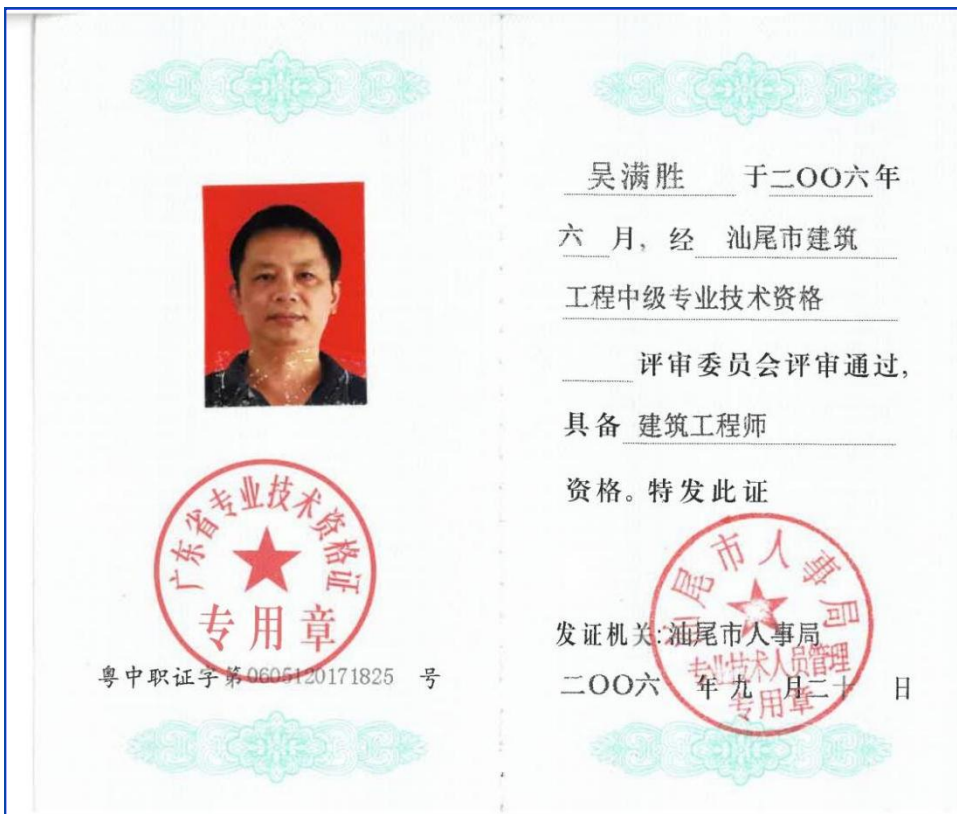 广东省专业技术资格证
专用章
粤中职证字第0605120171825 号
吴满胜 于二〇〇六年
六 月, 经 汕尾市建筑
工程中级专业技术资格
评审委员会评审通过,
具备 建筑工程师
资格。特发此证
汕尾市人事局
专业技术人员管理
专用章
发证机关:汕尾市人事局
二〇〇六 年 九 月二十 日